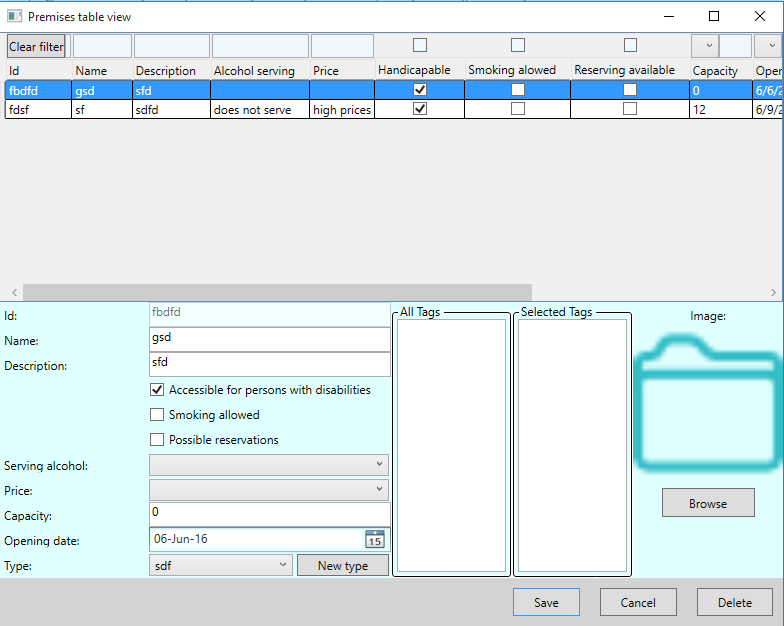 Premises table view
Clear filter
Id Name Description Alcohol serving Price Handicapable Smoking alowed Reserving available Capacity Open
fbdfd gsd sfd 0 6/6/2
fdsf sf sdfd does not serve high prices 12 6/9/2
Id: fbdfd
Name: gsd
Description: sfd
Accessible for persons with disabilities
Smoking allowed
Possible reservations
Serving alcohol:
Price:
Capacity: 0
Opening date: 06-Jun-16 15
Type: sdf New type
All Tags
Selected Tags
Image:
Browse
Save Cancel Delete